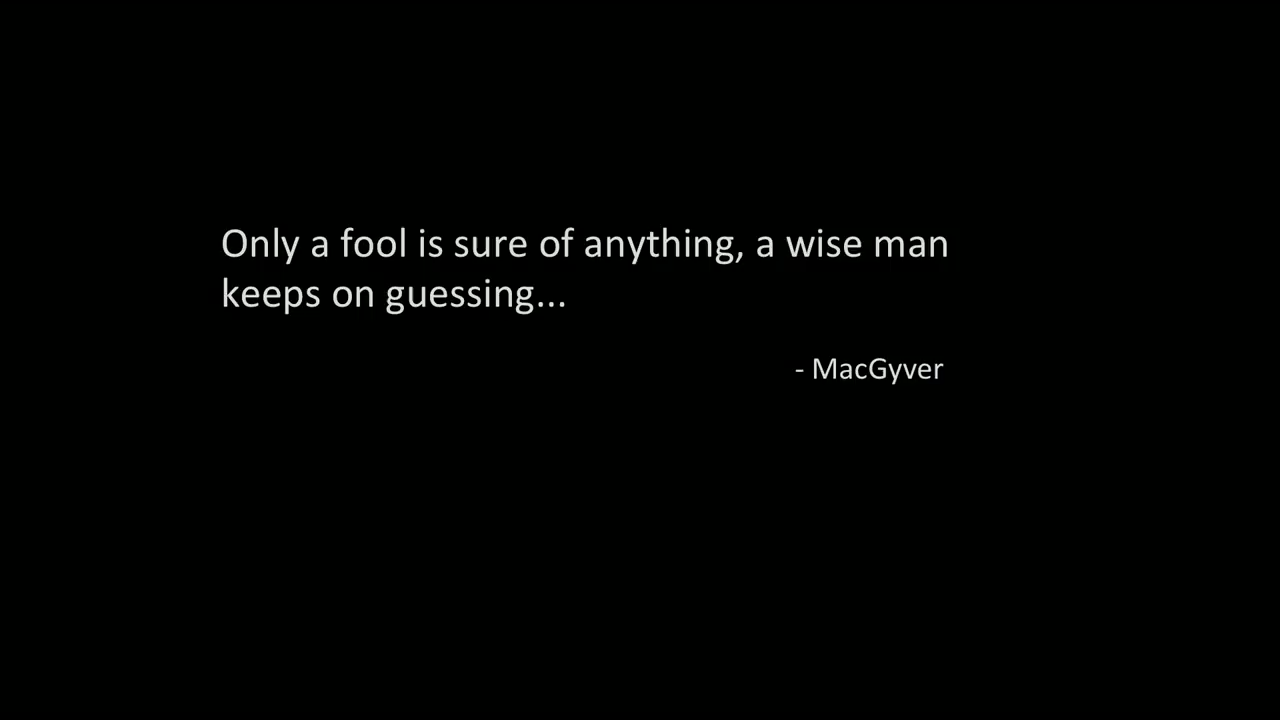 Only a fool is sure of anything, a wise man
keeps on guessing...
- MacGyver